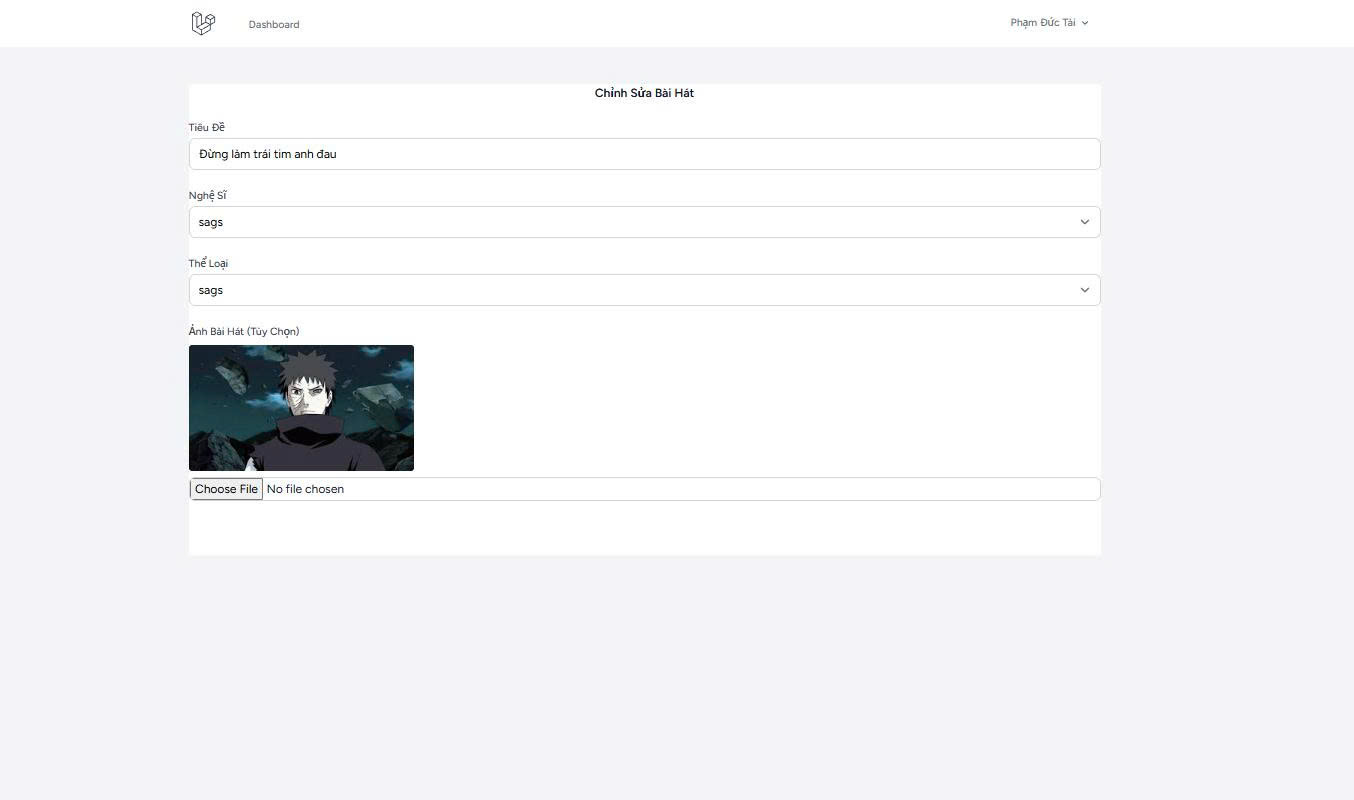 Dashboard
Phạm Đức Tài
Chỉnh Sửa Bài Hát
Tiêu Đề
Đừng làm trái tim anh đau
Nghệ Sĩ
sags
Thể Loại
sags
Ảnh Bài Hát (Tùy Chọn)
Choose File No file chosen